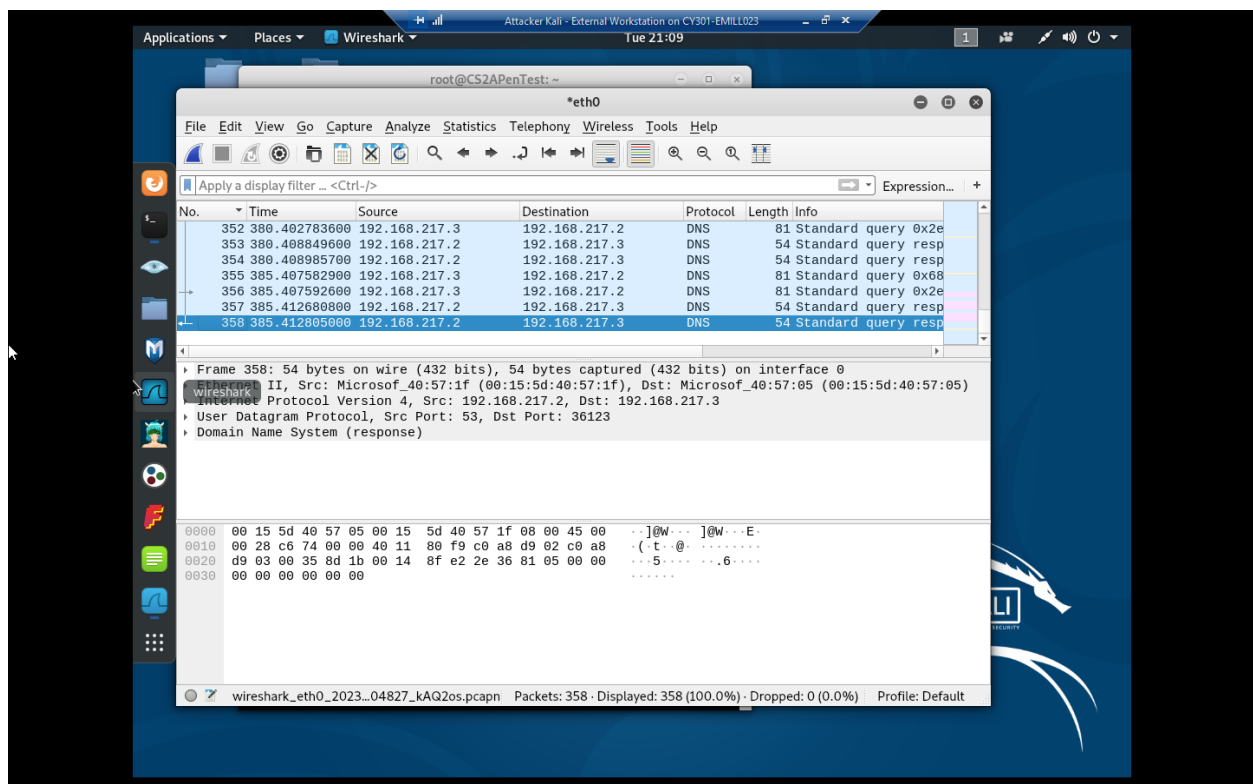 Attacker Kali - External Workstation on CY301-EMILL023
Applications Places Wireshark Tue 21:09 1
root@CS2APenTest: ~
*eth0
File Edit View Go Capture Analyze Statistics Telephony Wireless Tools Help
Apply a display filter ... <Ctrl-/> Expression... +
No. Time Source Destination Protocol Length Info
352 380.402783600 192.168.217.3 192.168.217.2 DNS 81 Standard query 0x2e
353 380.408849600 192.168.217.2 192.168.217.3 DNS 54 Standard query resp
354 380.408985700 192.168.217.2 192.168.217.3 DNS 54 Standard query resp
355 385.407582900 192.168.217.3 192.168.217.2 DNS 81 Standard query 0x68
356 385.407592600 192.168.217.3 192.168.217.2 DNS 81 Standard query 0x2e
357 385.412680800 192.168.217.2 192.168.217.3 DNS 54 Standard query resp
358 385.412805000 192.168.217.2 192.168.217.3 DNS 54 Standard query resp
Frame 358: 54 bytes on wire (432 bits), 54 bytes captured (432 bits) on interface 0
Ethernet II, Src: Microsof_40:57:1f (00:15:5d:40:57:1f), Dst: Microsof_40:57:05 (00:15:5d:40:57:05)
wireshark
Internet Protocol Version 4, Src: 192.168.217.2, Dst: 192.168.217.3
User Datagram Protocol, Src Port: 53, Dst Port: 36123
Domain Name System (response)
0000 00 15 5d 40 57 05 00 15 5d 40 57 1f 08 00 45 00 ··]@W··· ]@W···E·
0010 00 28 c6 74 00 00 40 11 80 f9 c0 a8 d9 02 c0 a8 ·(·t··@· ········
0020 d9 03 00 35 8d 1b 00 14 8f e2 2e 36 81 05 00 00 ···5···· ··.6····
0030 00 00 00 00 00 00 ······
LI
wireshark_eth0_2023...04827_kAQ2os.pcapn Packets: 358 · Displayed: 358 (100.0%) · Dropped: 0 (0.0%) Profile: Default